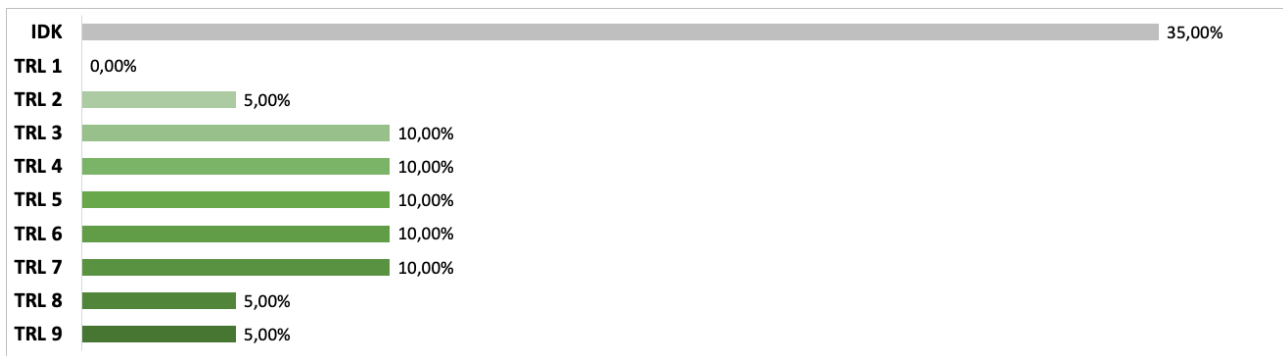 IDK 35,00%
TRL 1 0,00%
TRL 2 5,00%
TRL 3 10,00%
TRL 4 10,00%
TRL 5 10,00%
TRL 6 10,00%
TRL 7 10,00%
TRL 8 5,00%
TRL 9 5,00%